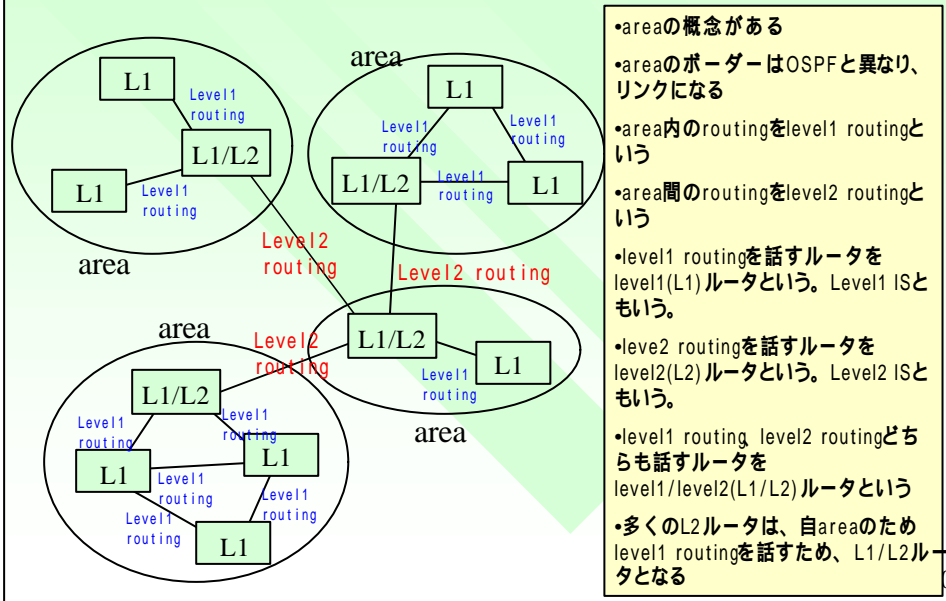 area
L1
Level1
routing
L1/L2
L1
Level1
routing
area
area
L1
Level1
routing
Level1
routing
L1/L2
Level1
routing
L1
Level2
routing
Level2 routing
area
Level2
routing
L1/L2
L1
Level1
routing
area
L1/L2
Level1
routing
Level1
routing
L1
L1
Level1
routing
Level1
routing
Level1
routing
L1
•areaの概念がある
•areaのボーダーはOSPFと異なり、
リンクになる
•area内のroutingをlevel1 routingと
いう
•area間のroutingをlevel2 routingと
いう
•level1 routingを話すルータを
level1(L1)ルータという。Level1 ISと
もいう。
•leve2 routingを話すルータを
level2(L2)ルータという。Level2 ISと
もいう。
•level1 routing、level2 routingどち
らも話すルータを
level1/level2(L1/L2)ルータという
•多くのL2ルータは、自areaのため
level1 routingを話すため、L1/L2ルー
タとなる